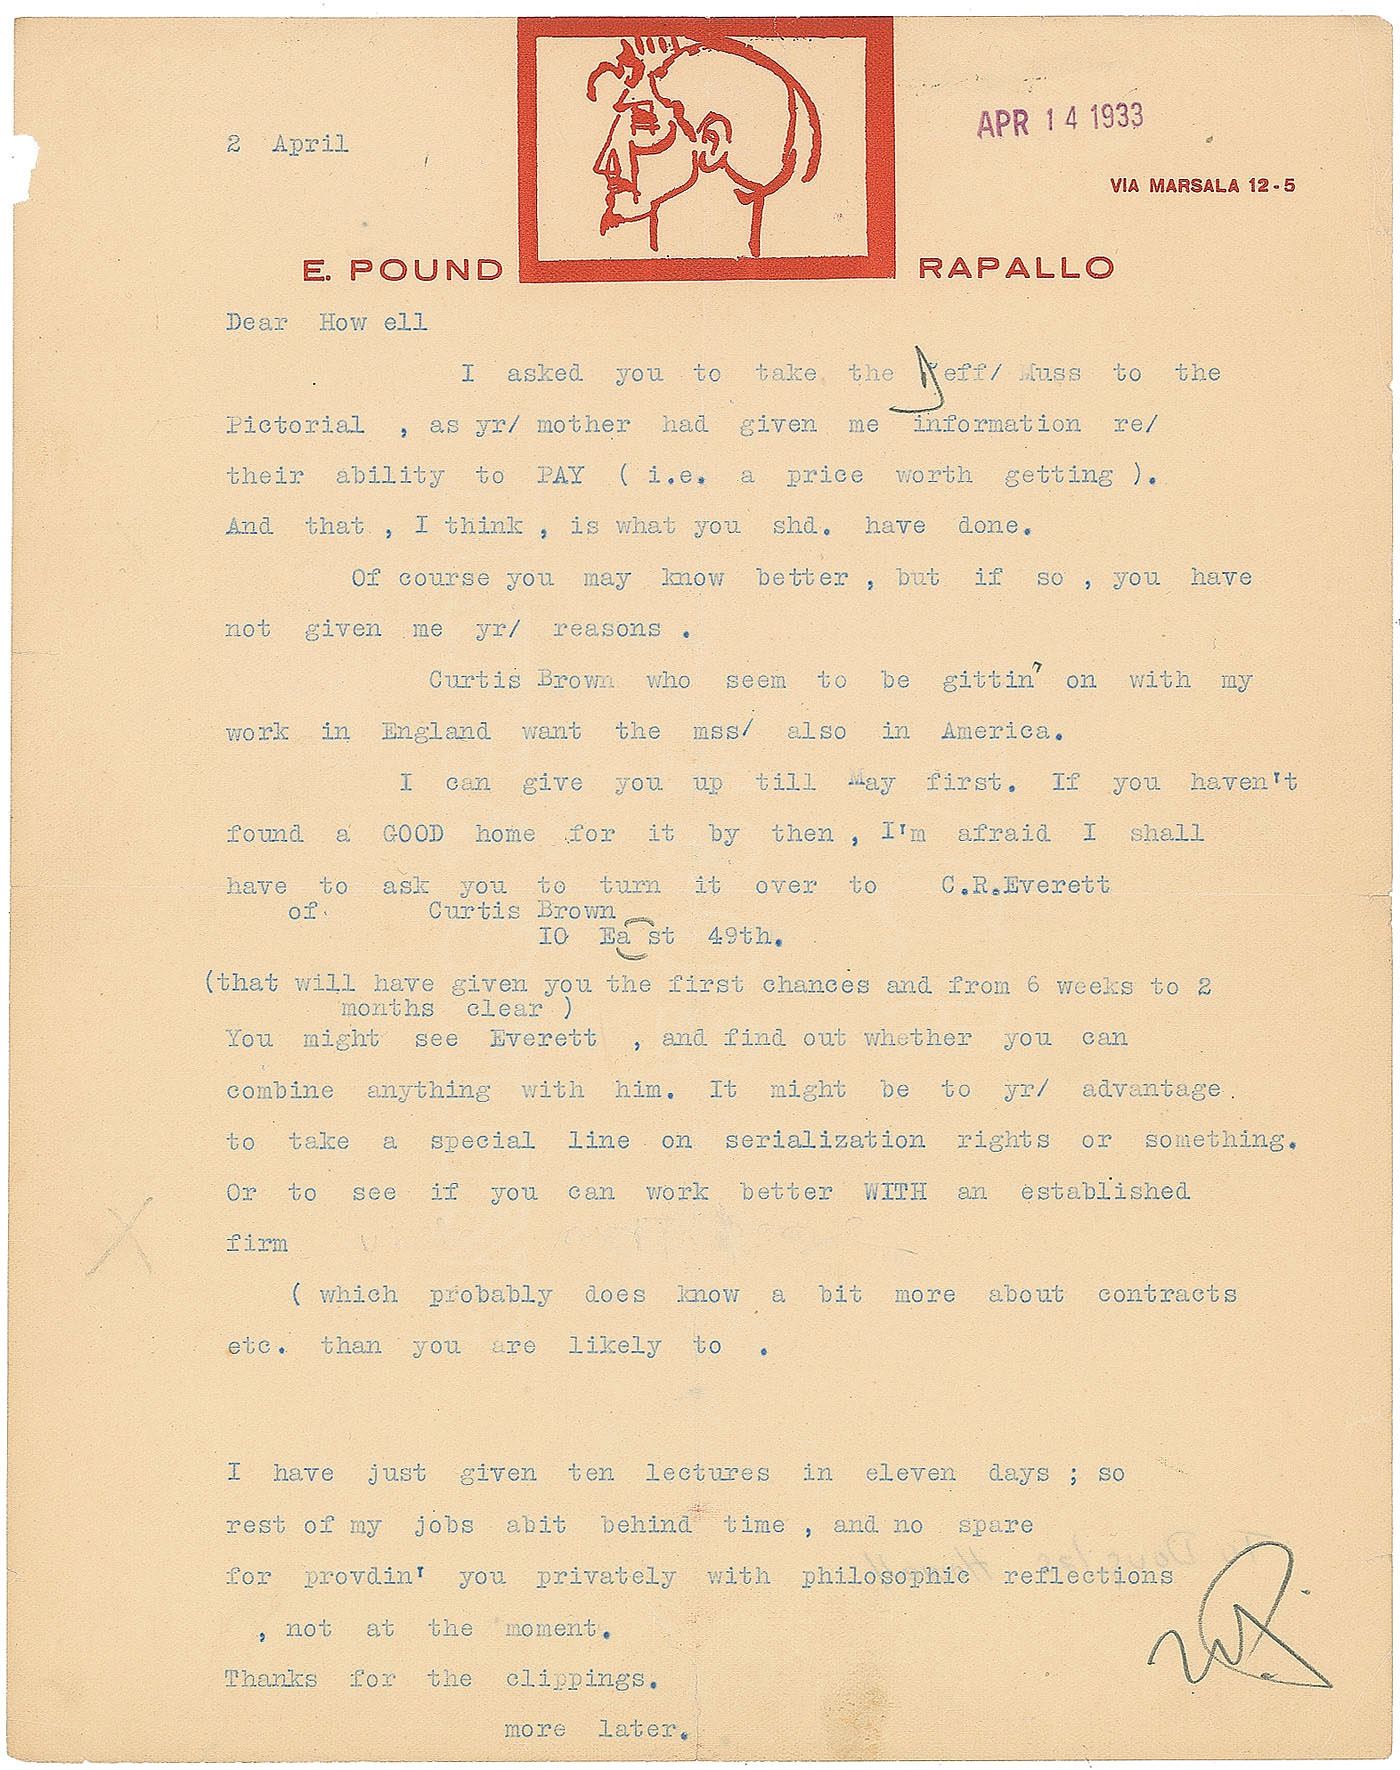 2 April
APR 14 1933
VIA MARSALA 12-5
E. POUND RAPALLO
Dear How ell
I asked you to take the Jeff/ Muss to the
Pictorial , as yr/ mother had given me information re/
their ability to PAY ( i.e. a price worth getting ).
And that , I think , is what you shd. have done.
Of course you may know better , but if so , you have
not given me yr/ reasons .
Curtis Brown who seem to be gittin' on with my
work in England want the mss/ also in America.
I can give you up till May first. If you haven't
found a GOOD home for it by then , I'm afraid I shall
have to ask you to turn it over to C.R.Everett
of Curtis Brown
IO Ea st 49th.
(that will have given you the first chances and from 6 weeks to 2
months clear )
You might see Everett , and find out whether you can
combine anything with him. It might be to yr/ advantage
to take a special line on serialization rights or something.
Or to see if you can work better WITH an established
firm
( which probably does know a bit more about contracts
etc. than you are likely to .
I have just given ten lectures in eleven days ; so
rest of my jobs abit behind time , and no spare
for provdin' you privately with philosophic reflections
, not at the moment.
Thanks for the clippings.
more later.